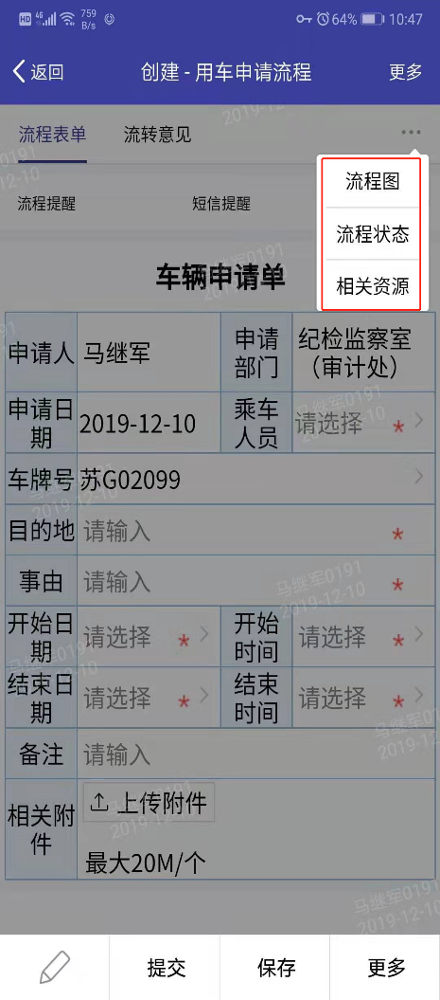 HD 4G 759 B/s 64% 10:47
返回 创建 - 用车申请流程 更多
流程表单 流转意见 ...
流程提醒 短信提醒
流程图
流程状态
相关资源
车辆申请单
申请人 马继军 申请部门 纪检监察室（审计处）
申请日期 2019-12-10 乘车人员 请选择 *
车牌号 苏G02099
目的地 请输入 *
事由 请输入 *
开始日期 请选择 * 开始时间 请选择 *
结束日期 请选择 * 结束时间 请选择 *
备注 请输入
相关附件 上传附件
最大20M/个
提交 保存 更多
马继军0191
2019-12-10